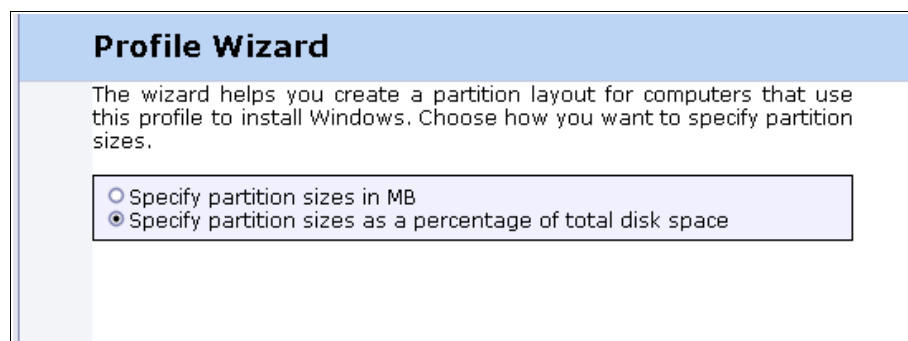 Profile Wizard
The wizard helps you create a partition layout for computers that use
this profile to install Windows. Choose how you want to specify partition
sizes.
Specify partition sizes in MB
Specify partition sizes as a percentage of total disk space